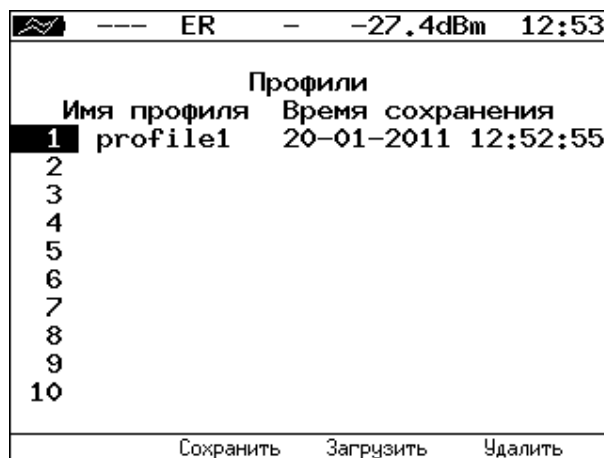 --- ER - -27.4dBm 12:53
Профили
Имя профиля Время сохранения
1 profile1 20-01-2011 12:52:55
2
3
4
5
6
7
8
9
10
Сохранить Загрузить Удалить